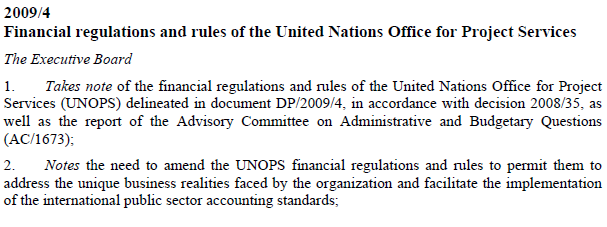 2009/4
Financial regulations and rules of the United Nations Office for Project Services
The Executive Board
1. Takes note of the financial regulations and rules of the United Nations Office for Project
Services (UNOPS) delineated in document DP/2009/4, in accordance with decision 2008/35, as
well as the report of the Advisory Committee on Administrative and Budgetary Questions
(AC/1673);
2. Notes the need to amend the UNOPS financial regulations and rules to permit them to
address the unique business realities faced by the organization and facilitate the implementation
of the international public sector accounting standards;